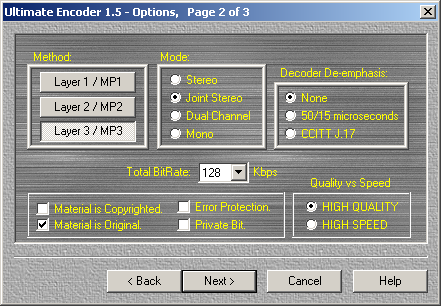 Ultimate Encoder 1.5 - Options,   Page 2 of 3
Method:
Layer 1 / MP1
Layer 2 / MP2
Layer 3 / MP3
Mode:
Stereo
Joint Stereo
Dual Channel
Mono
Decoder De-emphasis:
None
50/15 microseconds
CCITT J.17
Total BitRate: 128 Kbps
Material is Copyrighted.
Error Protection.
Material is Original.
Private Bit.
Quality vs Speed
HIGH QUALITY
HIGH SPEED
< Back
Next >
Cancel
Help